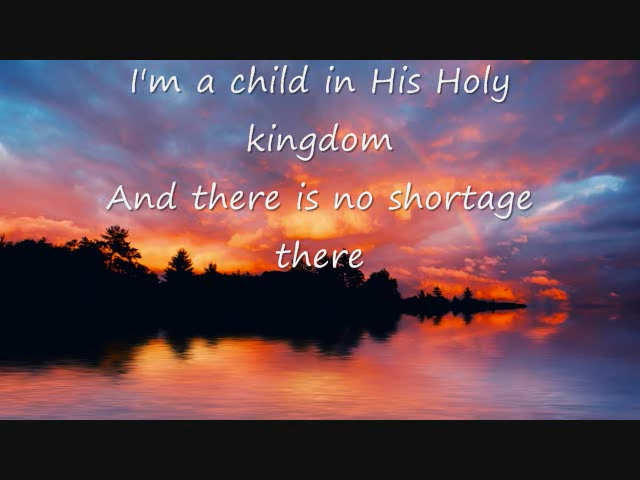 I'm a child in His Holy
kingdom
And there is no shortage
there